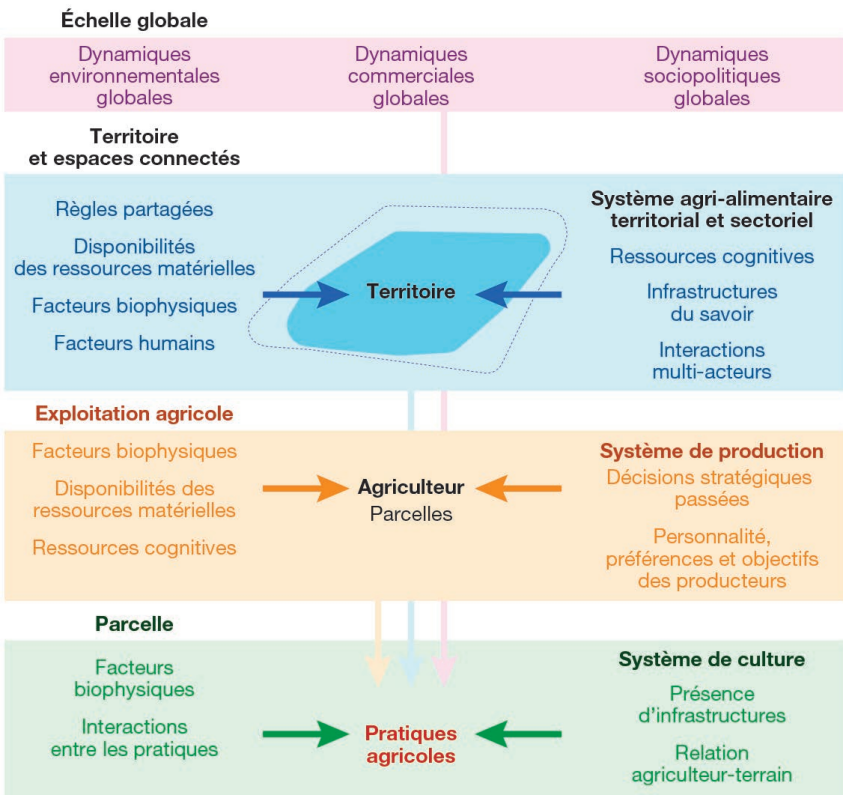 Échelle globale
Dynamiques
environnementales
globales
Dynamiques
commerciales
globales
Dynamiques
sociopolitiques
globales
Territoire
et espaces connectés
Règles partagées
Disponibilités
des ressources matérielles
Facteurs biophysiques
Facteurs humains
Territoire
Système agri-alimentaire
territorial et sectoriel
Ressources cognitives
Infrastructures
du savoir
Interactions
multi-acteurs
Exploitation agricole
Facteurs biophysiques
Disponibilités des
ressources matérielles
Ressources cognitives
Agriculteur
Parcelles
Système de production
Décisions stratégiques
passées
Personnalité,
préférences et objectifs
des producteurs
Parcelle
Facteurs
biophysiques
Interactions
entre les pratiques
Pratiques
agricoles
Système de culture
Présence
d'infrastructures
Relation
agriculteur-terrain